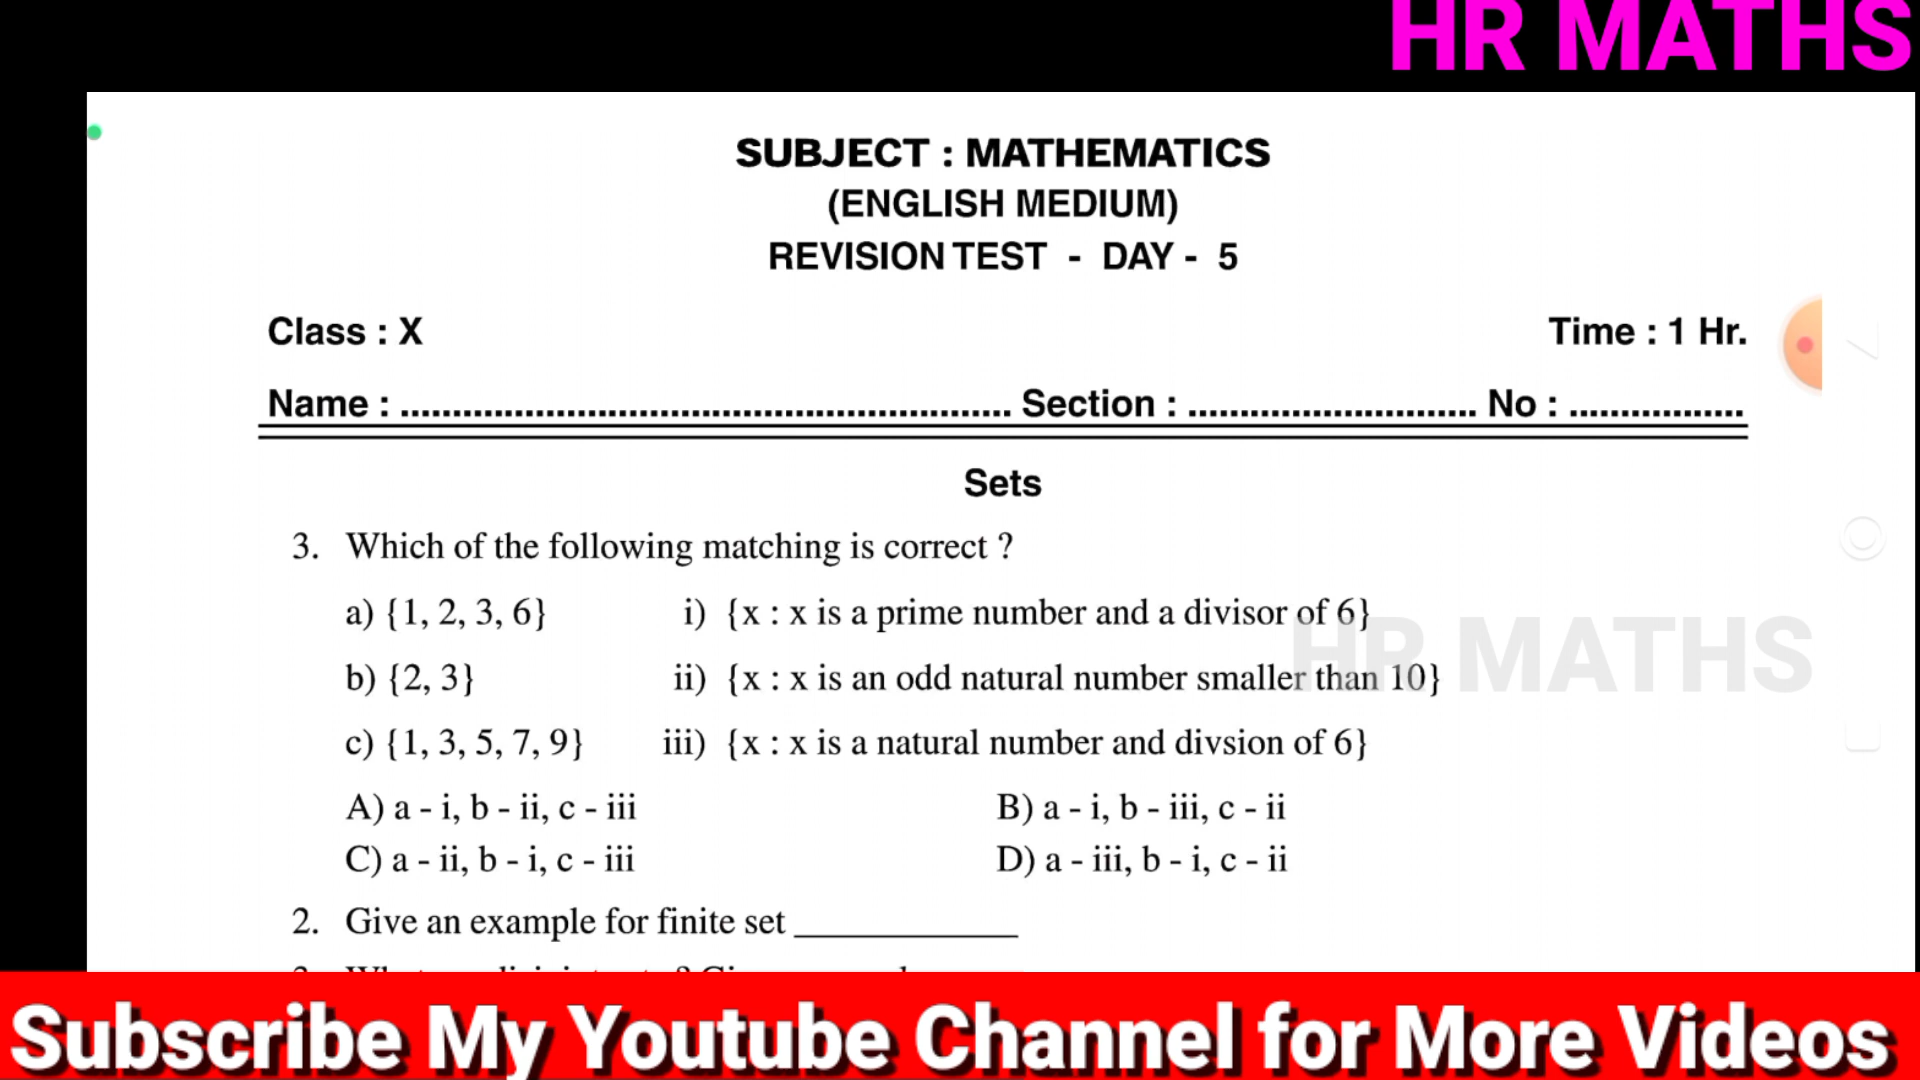 HR MATHS
SUBJECT : MATHEMATICS
(ENGLISH MEDIUM)
REVISION TEST - DAY - 5
Class : X Time : 1 Hr.
Name : ........................................................... Section : ............................ No : .................
Sets
3. Which of the following matching is correct ?
a) {1, 2, 3, 6} i) {x : x is a prime number and a divisor of 6}
b) {2, 3} ii) {x : x is an odd natural number smaller than 10}
HR MATHS
c) {1, 3, 5, 7, 9} iii) {x : x is a natural number and divsion of 6}
A) a - i, b - ii, c - iii B) a - i, b - iii, c - ii
C) a - ii, b - i, c - iii D) a - iii, b - i, c - ii
2. Give an example for finite set ____________
Subscribe My Youtube Channel for More Videos